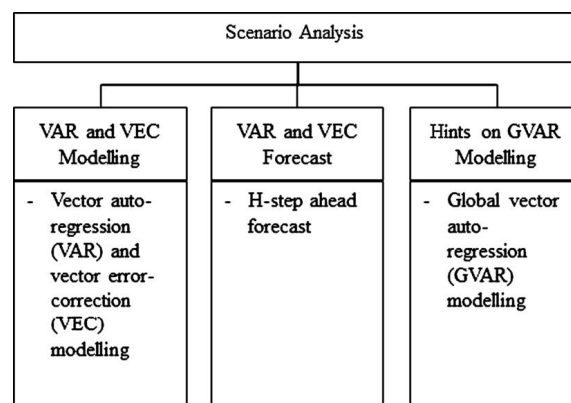 Scenario Analysis
VAR and VEC
Modelling
- Vector auto-
regression
(VAR) and
vector error-
correction
(VEC)
modelling
VAR and VEC
Forecast
- H-step ahead
forecast
Hints on GVAR
Modelling
- Global vector
auto-
regression
(GVAR)
modelling